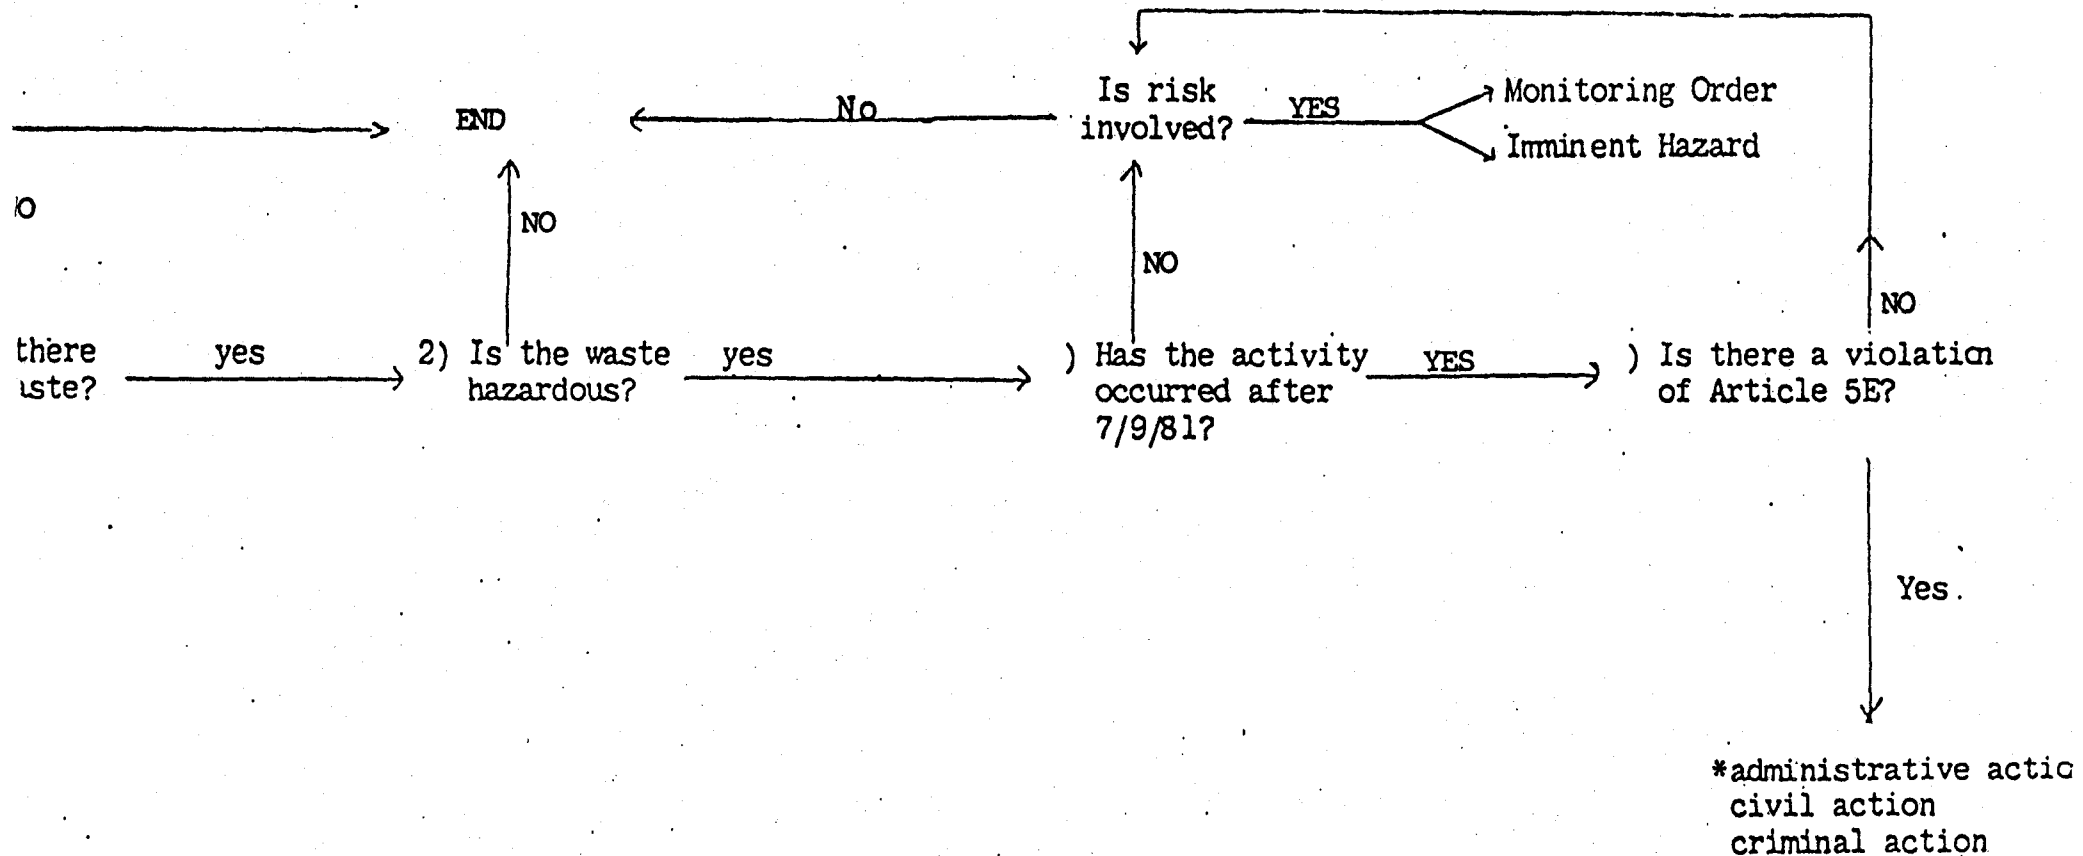 Is risk
involved?
END
No
YES
Monitoring Order
Imminent Hazard
NO
NO
NO
there
yes
2) Is the waste
hazardous?
yes
) Has the activity
occurred after
7/9/81?
YES
) Is there a violation
of Article 5E?
Yes.
*administrative actio
civil action
criminal action